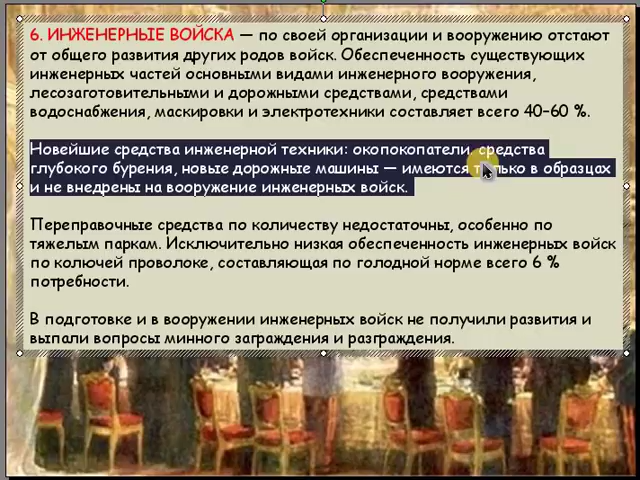 6. ИНЖЕНЕРНЫЕ ВОЙСКА — по своей организации и вооружению отстают
от общего развития других родов войск. Обеспеченность существующих
инженерных частей основными видами инженерного вооружения,
лесозаготовительными и дорожными средствами, средствами
водоснабжения, маскировки и электротехники составляет всего 40–60 %.
Новейшие средства инженерной техники: окопокопатели, средства
глубокого бурения, новые дорожные машины — имеются только в образцах
и не внедрены на вооружение инженерных войск.
Переправочные средства по количеству недостаточны, особенно по
тяжелым паркам. Исключительно низкая обеспеченность инженерных войск
по колючей проволоке, составляющая по голодной норме всего 6 %
потребности.
В подготовке и в вооружении инженерных войск не получили развития и
выпали вопросы минного заграждения и разграждения.